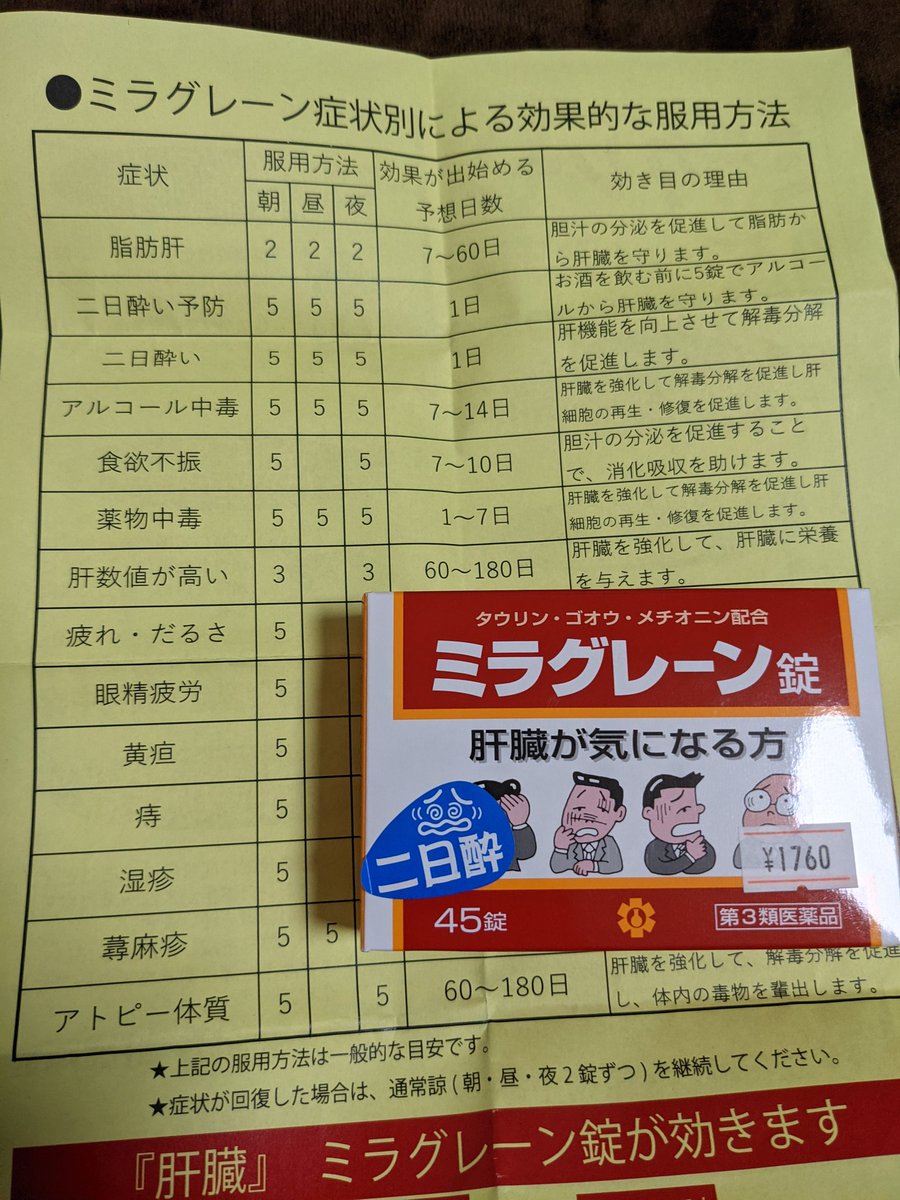 ●ミラグレーン症状別による効果的な服用方法
症状 服用方法 効果が出始める予想日数 効き目の理由
朝 昼 夜
脂肪肝 2 2 2 7〜60日 胆汁の分泌を促進して脂肪から肝臓を守ります。
二日酔い予防 5 5 5 1日 お酒を飲む前に5錠でアルコールから肝臓を守ります。
二日酔い 5 5 5 1日 肝機能を向上させて解毒分解を促進します。
アルコール中毒 5 5 5 7〜14日 肝臓を強化して解毒分解を促進し肝細胞の再生・修復を促進します。
食欲不振 5 5 7〜10日 胆汁の分泌を促進することで、消化吸収を助けます。
薬物中毒 5 5 5 1〜7日 肝臓を強化して解毒分解を促進し肝細胞の再生・修復を促進します。
肝数値が高い 3 3 60〜180日 肝臓を強化して、肝臓に栄養を与えます。
疲れ・だるさ 5
眼精疲労 5
黄疸 5
痔 5
湿疹 5
蕁麻疹 5 5
アトピー体質 5 5 60〜180日 肝臓を強化して、解毒分解を促進し、体内の毒物を輩出します。
★上記の服用方法は一般的な目安です。
★症状が回復した場合は、通常諒(朝・昼・夜2錠ずつ)を継続してください。
『肝臓』 ミラグレーン錠が効きます
タウリン・ゴオウ・メチオニン配合
ミラグレーン錠
肝臓が気になる方
二日酔
¥1760
45錠
第3類医薬品